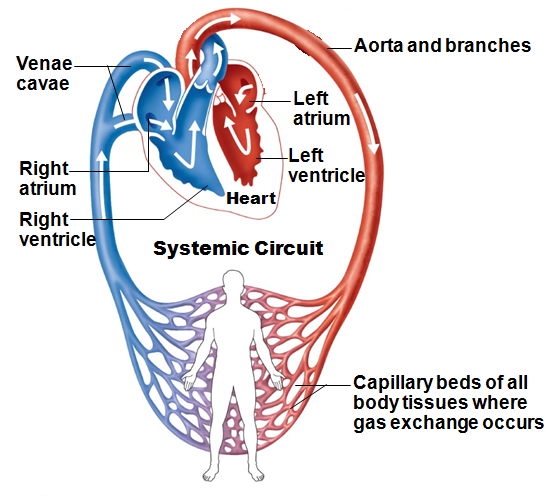 Aorta and branches
Venae
cavae
Left
atrium
Left
ventricle
Right
atrium
Heart
Right
ventricle
Systemic Circuit
Capillary beds of all
body tissues where
gas exchange occurs